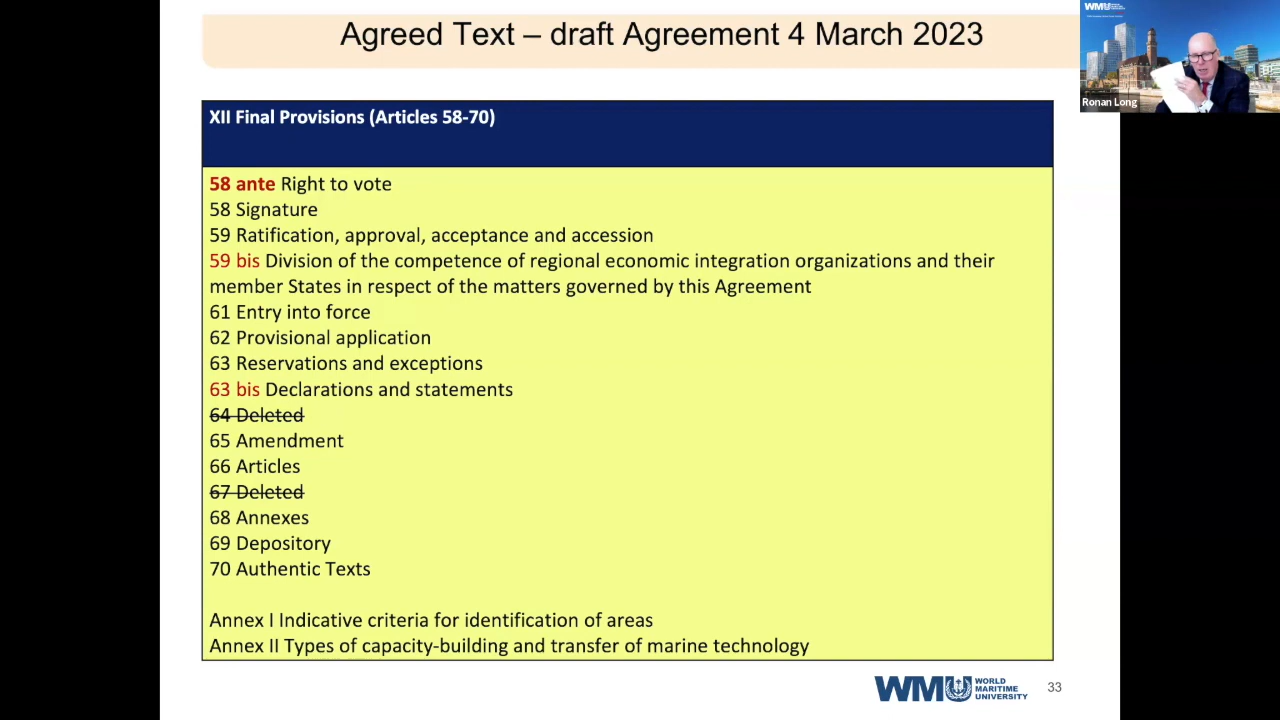 Agreed Text – draft Agreement 4 March 2023
WMU
Ronan Long
XII Final Provisions (Articles 58-70)
58 ante Right to vote
58 Signature
59 Ratification, approval, acceptance and accession
59 bis Division of the competence of regional economic integration organizations and their
member States in respect of the matters governed by this Agreement
61 Entry into force
62 Provisional application
63 Reservations and exceptions
63 bis Declarations and statements
64 Deleted
65 Amendment
66 Articles
67 Deleted
68 Annexes
69 Depository
70 Authentic Texts
Annex I Indicative criteria for identification of areas
Annex II Types of capacity-building and transfer of marine technology
WMU WORLD
MARITIME
UNIVERSITY
33